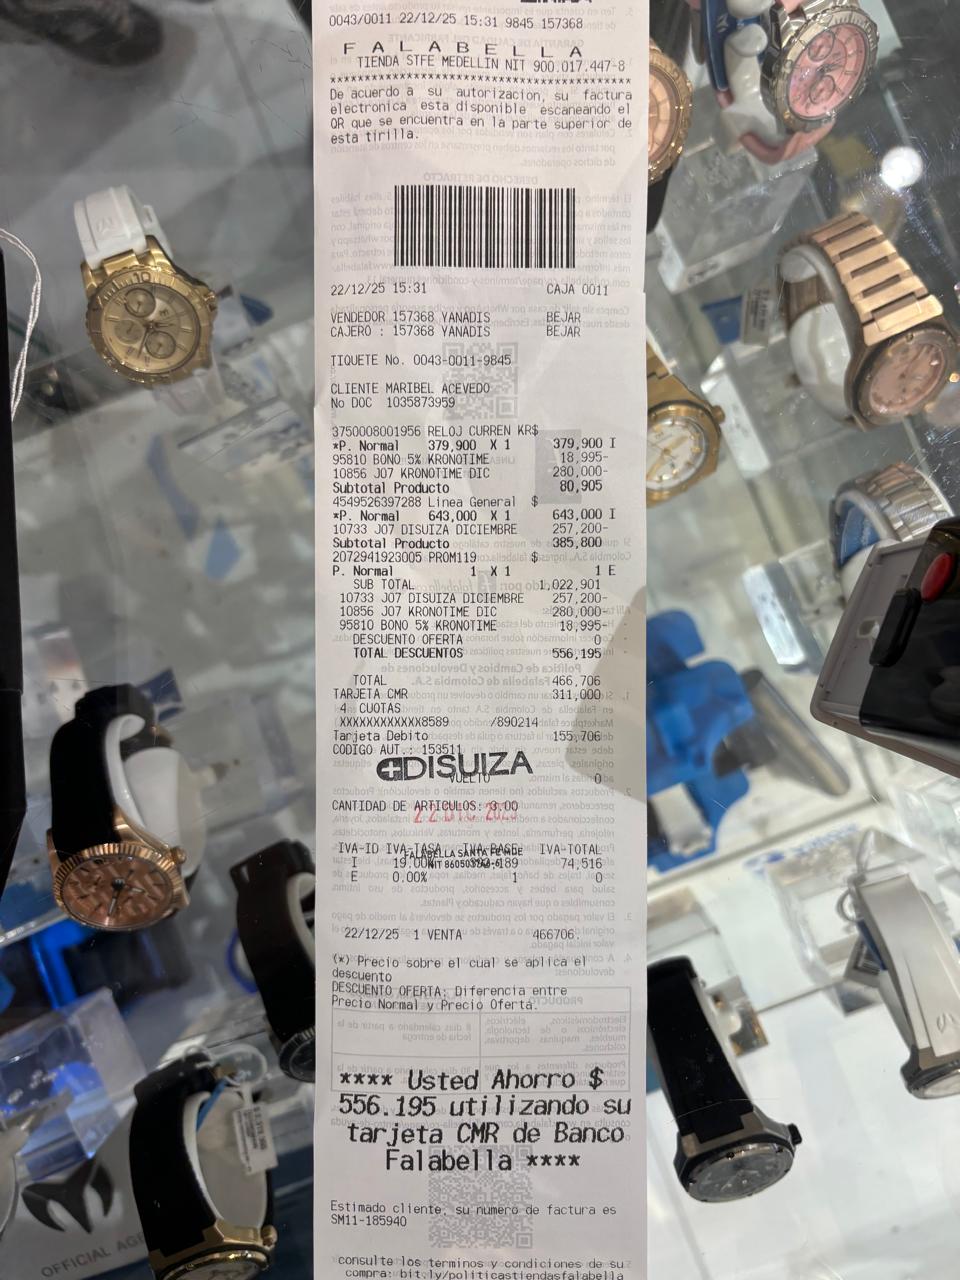 0043/0011 22/12/25 15:31 9845 157368
FALABELLA
TIENDA STFE MEDELLIN NIT 900.017.447-8
******************************************
De acuerdo a su autorizacion, su factura
electronica esta disponible escaneando el
QR que se encuentra en la parte superior de
esta tirilla.
22/12/25 15:31 CAJA 0011
VENDEDOR 157368 YANADIS BEJAR
CAJERO : 157368 YANADIS BEJAR
TIQUETE No. 0043-0011-9845
CLIENTE MARIBEL ACEVEDO
No DOC 1035873959
3750008001956 RELOJ CURREN KR$
*P. Normal 379,900 X 1 379,900 I
95810 BONO 5% KRONOTIME 18,995-
10856 J07 KRONOTIME DIC 280,000-
Subtotal Producto 80,905
4549526397288 Linea General $
*P. Normal 643,000 X 1 643,000 I
10733 J07 DISUIZA DICIEMBRE 257,200-
Subtotal Producto 385,800
2072941923005 PROM119 $
P. Normal 1 X 1 1 E
SUB TOTAL 1,022,901
10733 J07 DISUIZA DICIEMBRE 257,200-
10856 J07 KRONOTIME DIC 280,000-
95810 BONO 5% KRONOTIME 18,995-
DESCUENTO OFERTA 0
TOTAL DESCUENTOS 556,195
TOTAL 466,706
TARJETA CMR 311,000
4 CUOTAS
XXXXXXXXXXXX8589 /890214
Tarjeta Debito 155,706
CODIGO AUT.: 153511
DISUIZA
VUELTO 0
CANTIDAD DE ARTICULOS: 3.00
22 DIC
IVA-ID IVA-TASA IVA-BASE IVA-TOTAL
FALABELLA SANTA FE MDE
I 19.00% 189 74,516
NIT
E 0.00% 1 0
22/12/25 1 VENTA 466706
(*) Precio sobre el cual se aplica el
descuento
DESCUENTO OFERTA: Diferencia entre
Precio Normal y Precio Oferta.
**** Usted Ahorro $
556.195 utilizando su
tarjeta CMR de Banco
Falabella ****
Estimado cliente, su numero de factura es
SM11-185940
consulte los terminos y condiciones de su
compra: bit.ly/politicastiendasfalabella
OFFICIAL